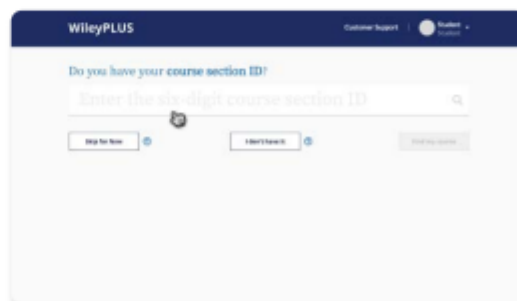 WileyPLUS
Customer Support
Student
Student
Do you have your course section ID?
Enter the six-digit course section ID
Skip for Now
I don't have it
Find my course